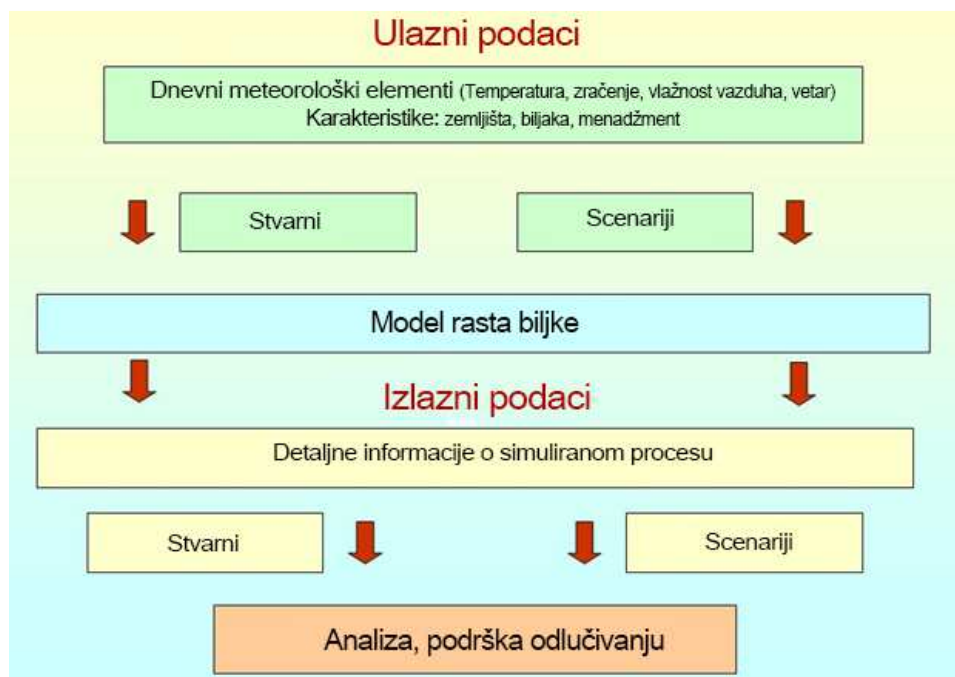 Ulazni podaci
Dnevni meteorološki elementi (Temperatura, zračenje, vlažnost vazduha, vetar)
Karakteristike: zemljišta, biljaka, menadžment
Stvarni
Scenariji
Model rasta biljke
Izlazni podaci
Detaljne informacije o simuliranom procesu
Stvarni
Scenariji
Analiza, podrška odlučivanju